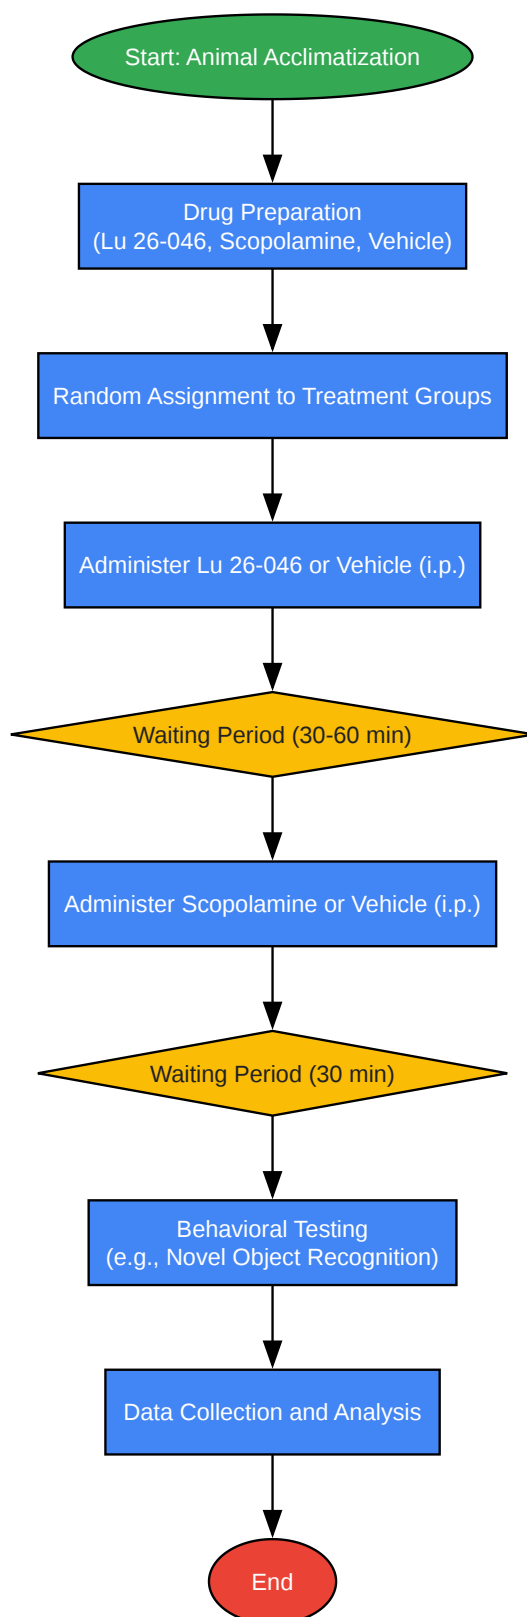 Start: Animal Acclimatization
Drug Preparation
(Lu 26-046, Scopolamine, Vehicle)
Random Assignment to Treatment Groups
Administer Lu 26-046 or Vehicle (i.p.)
Waiting Period (30-60 min)
Administer Scopolamine or Vehicle (i.p.)
Waiting Period (30 min)
Behavioral Testing
(e.g., Novel Object Recognition)
Data Collection and Analysis
End